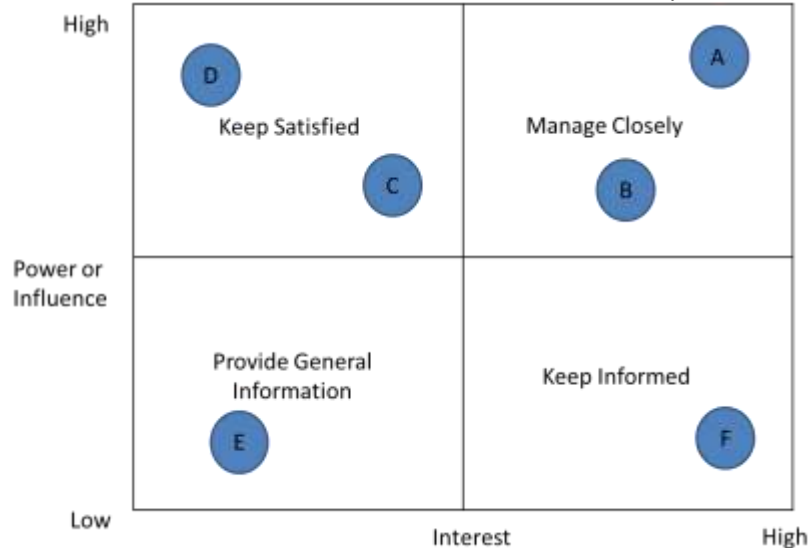 High
D
A
Keep Satisfied
Manage Closely
C
B
Power or
Influence
Provide General
Information
Keep Informed
E
F
Low
Interest
High